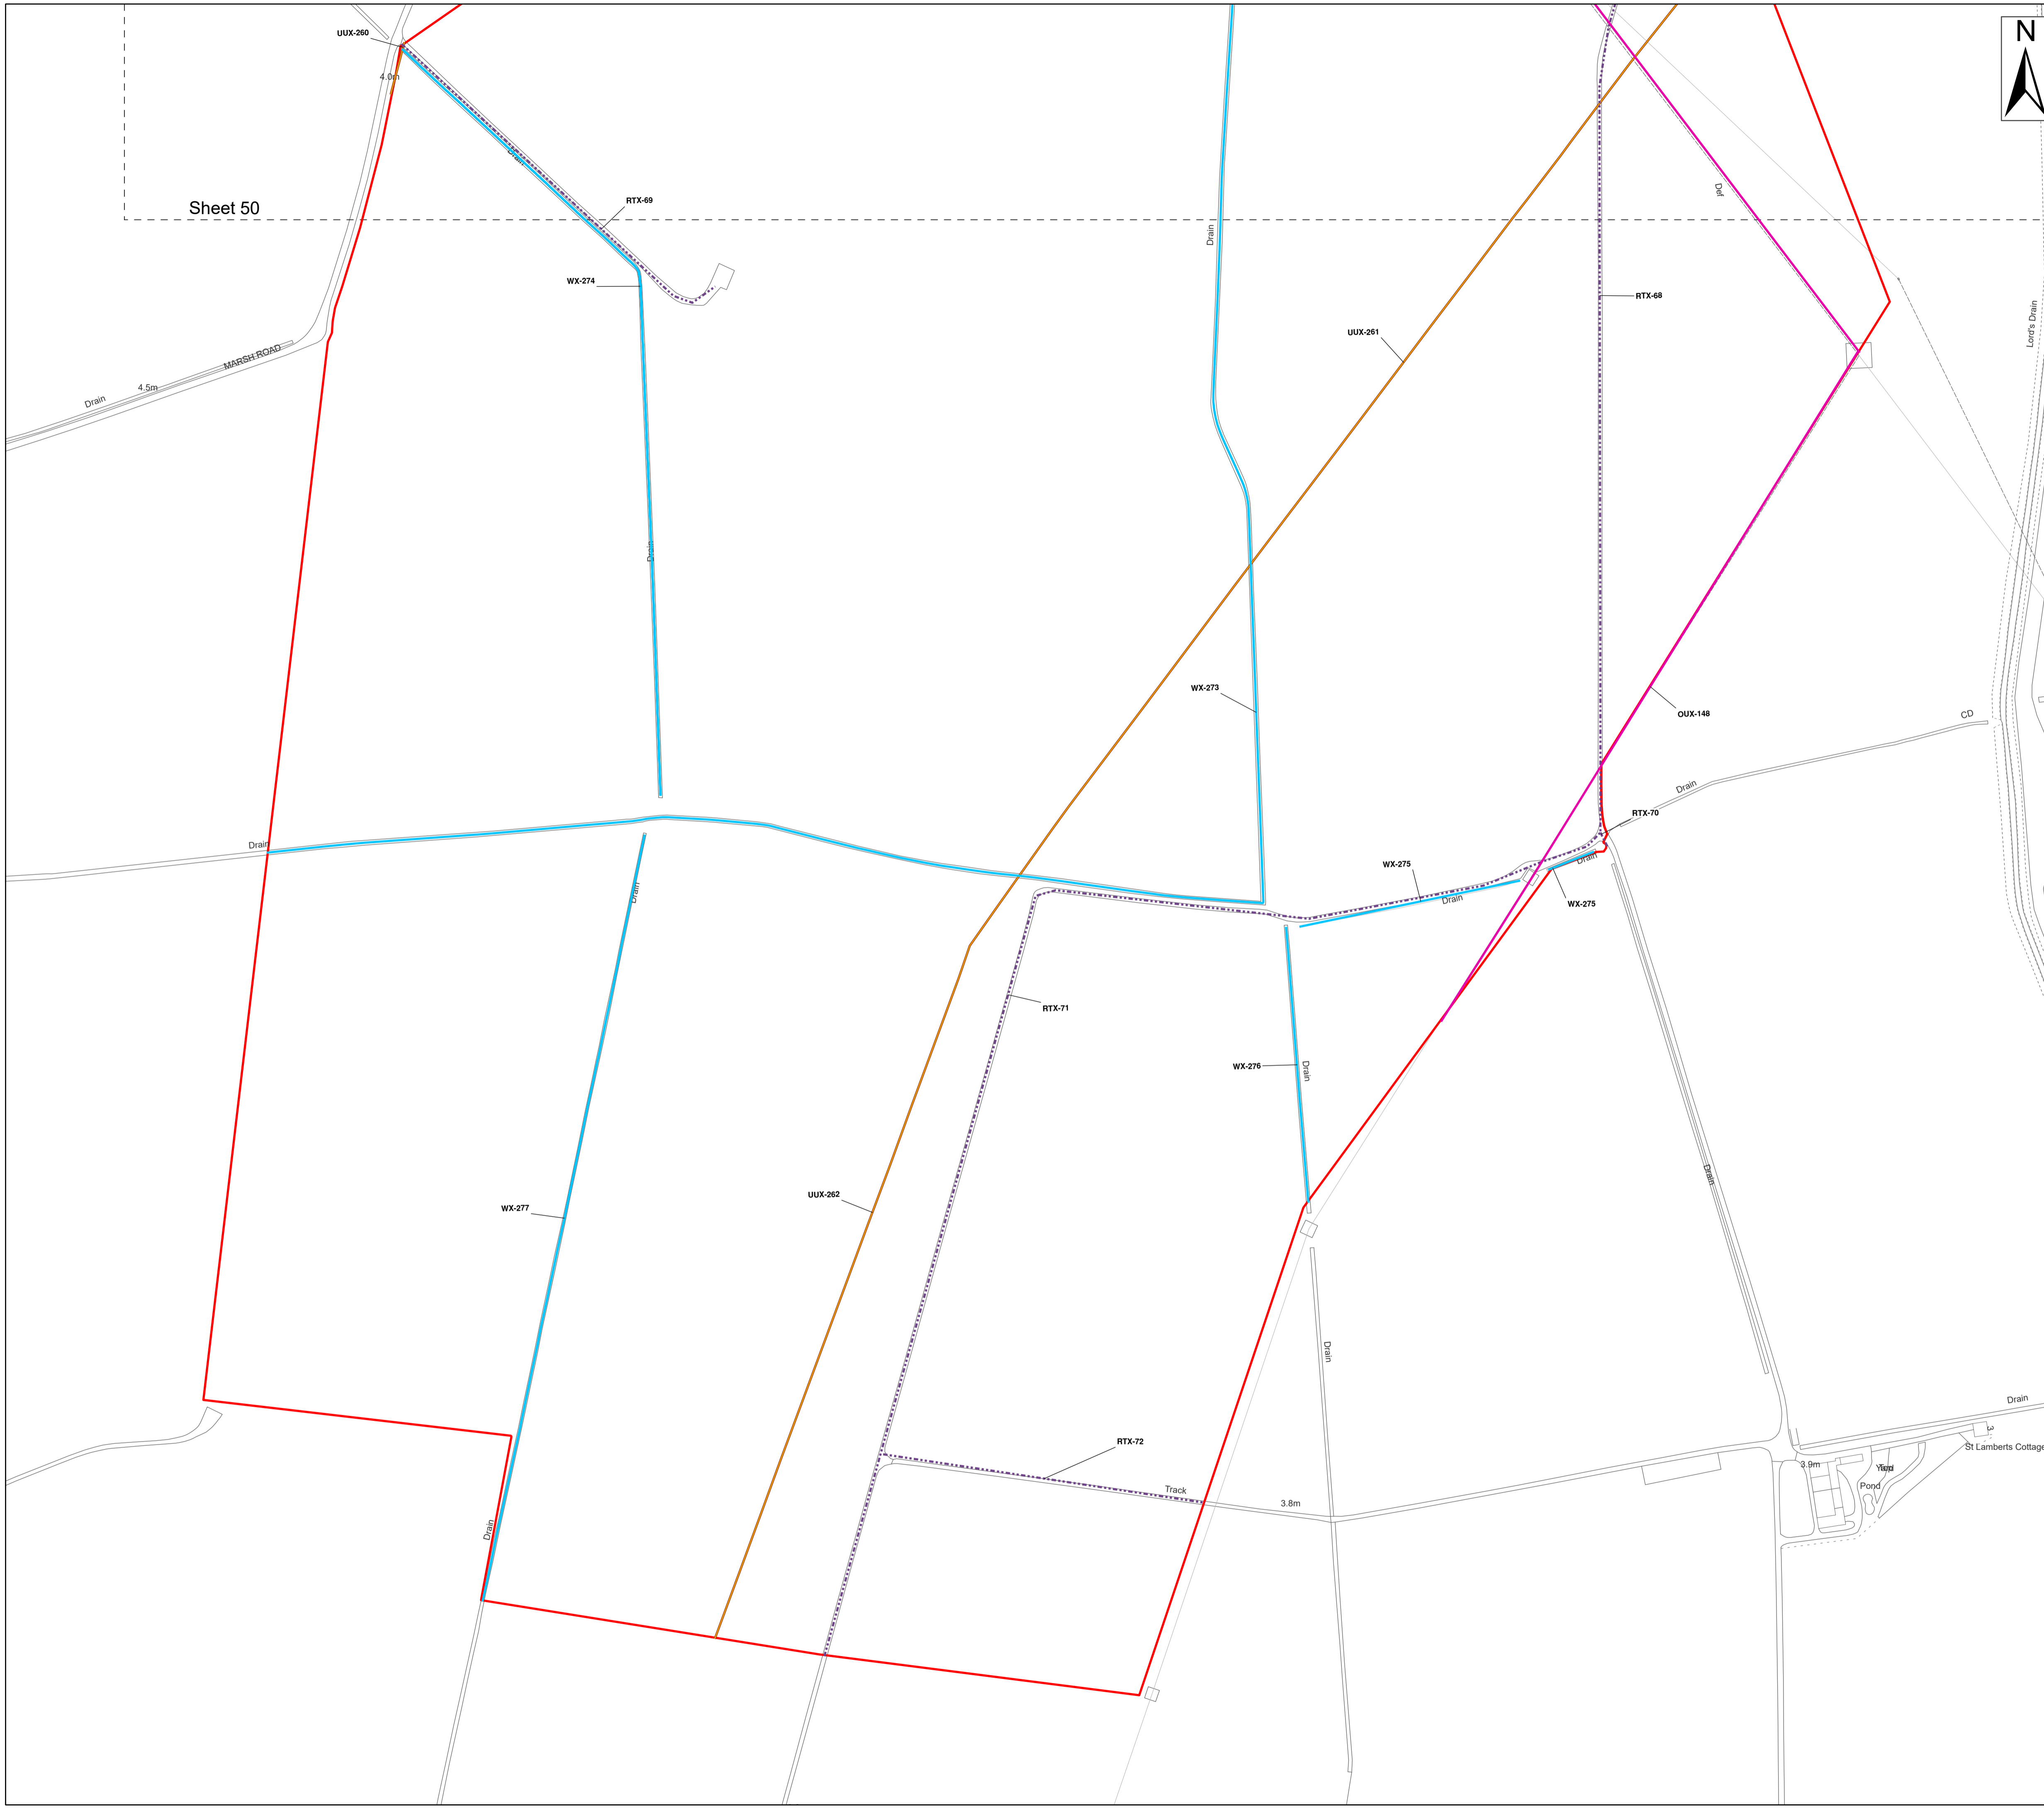 UUX-260
N
4.0m
Drain
Def
RTX-69
Sheet 50
Drain
WX-274
RTX-68
Lord's Drain
UUX-261
MARSH ROAD
4.5m
Drain
Drain
WX-273
OUX-148
CD
Drain
RTX-70
Drain
WX-275
Drain
Drain
Drain
WX-275
RTX-71
WX-276
Drain
Drain
UUX-262
WX-277
Drain
Drain
RTX-72
St Lamberts Cottage
3.9m
Pond
Track
3.8m
Drain